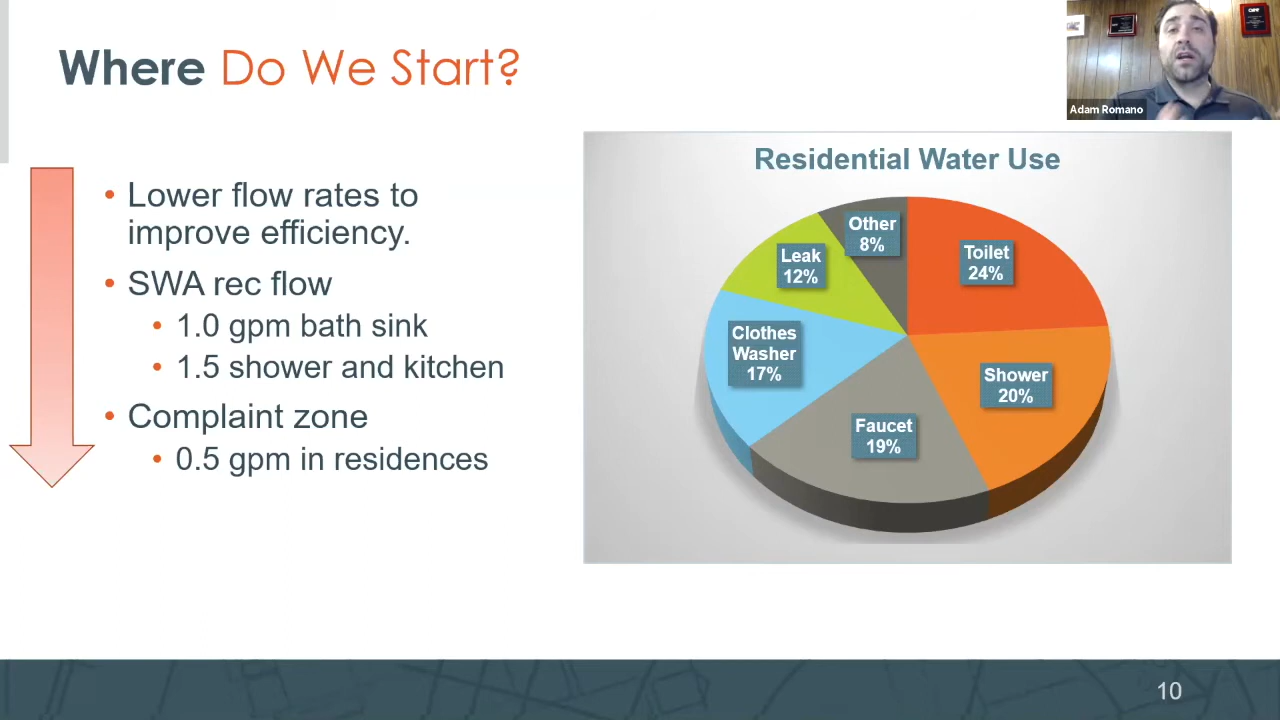 Where Do We Start?
Adam Romano
• Lower flow rates to
improve efficiency.
• SWA rec flow
• 1.0 gpm bath sink
• 1.5 shower and kitchen
• Complaint zone
• 0.5 gpm in residences
Residential Water Use
Other
8%
Toilet
24%
Leak
12%
Clothes
Washer
17%
Shower
20%
Faucet
19%
10